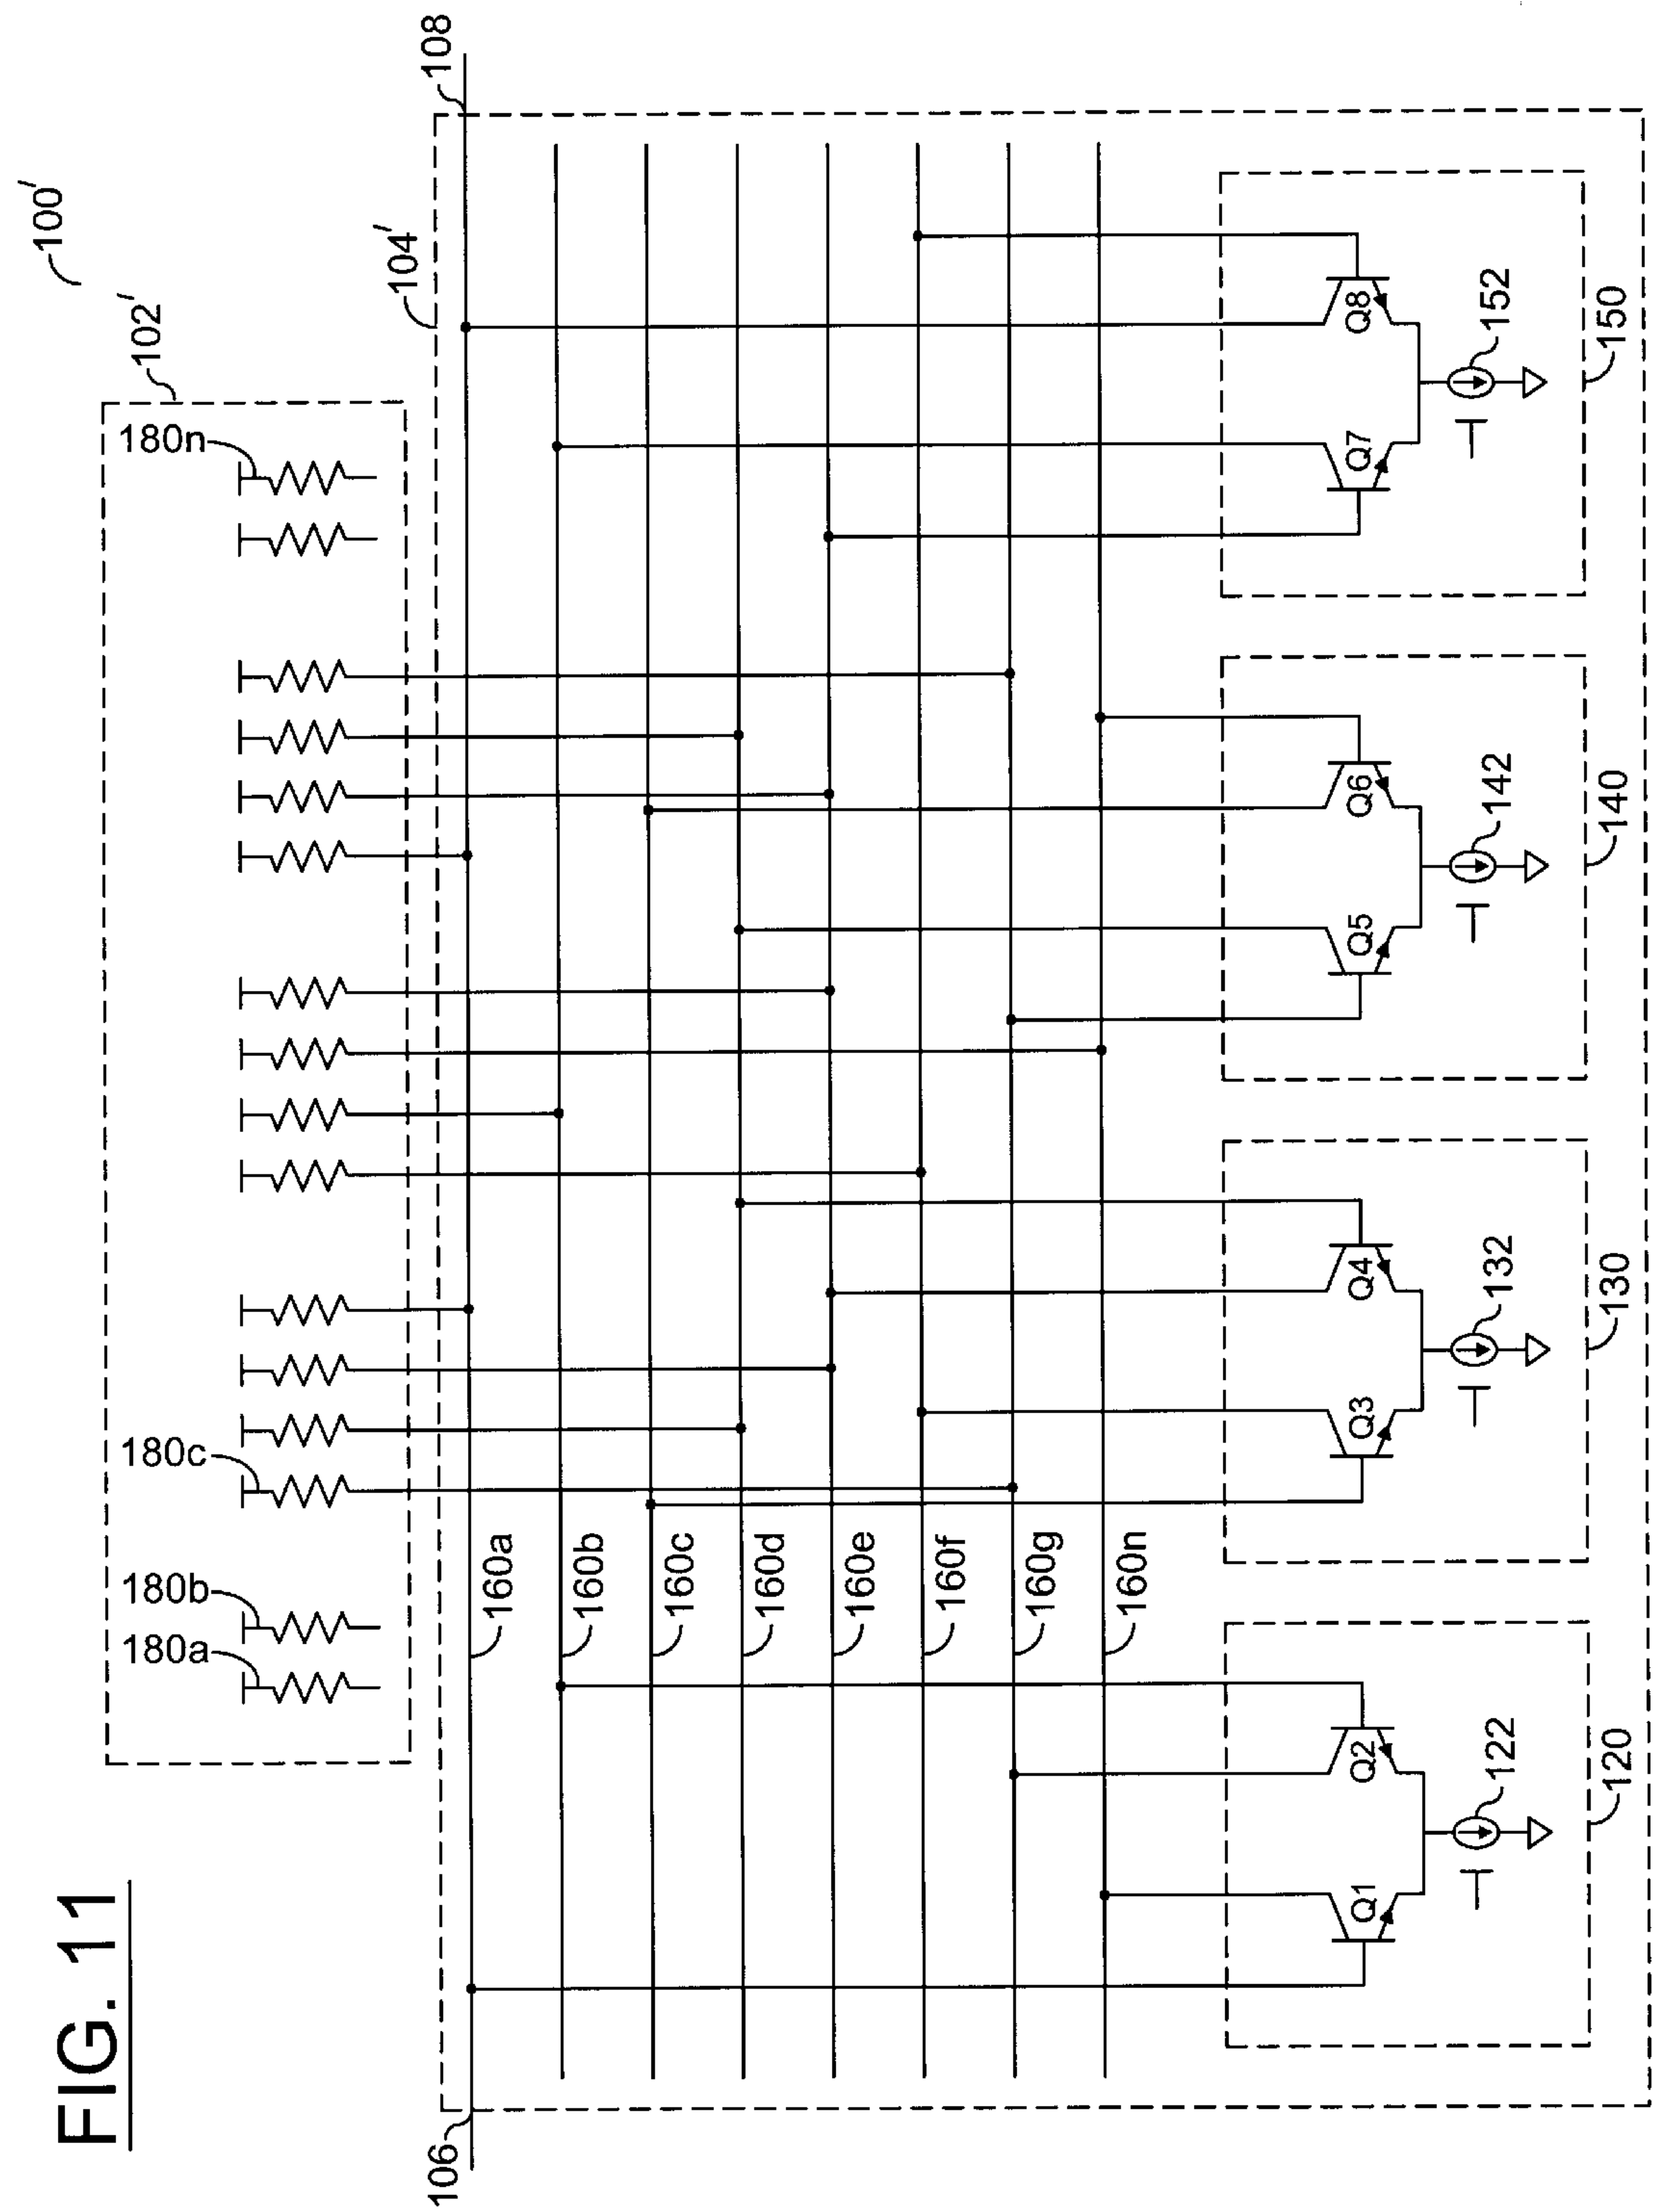 FIG. 11
100'
102'
180a
180b
180c
180n
104'
106
108
160a
160b
160c
160d
160e
160f
160g
160n
Q1
Q2
I
122
120
Q3
Q4
I
132
130
Q5
Q6
I
142
140
Q7
Q8
I
152
150